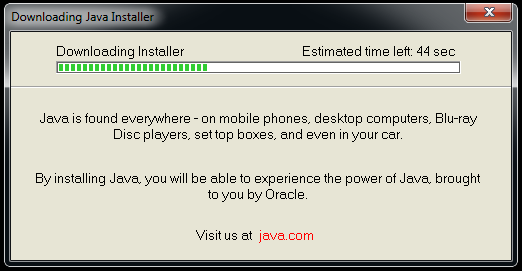 Downloading Java Installer
Downloading Installer Estimated time left: 44 sec
Java is found everywhere - on mobile phones, desktop computers, Blu-ray
Disc players, set top boxes, and even in your car.
By installing Java, you will be able to experience the power of Java, brought
to you by Oracle.
Visit us at java.com